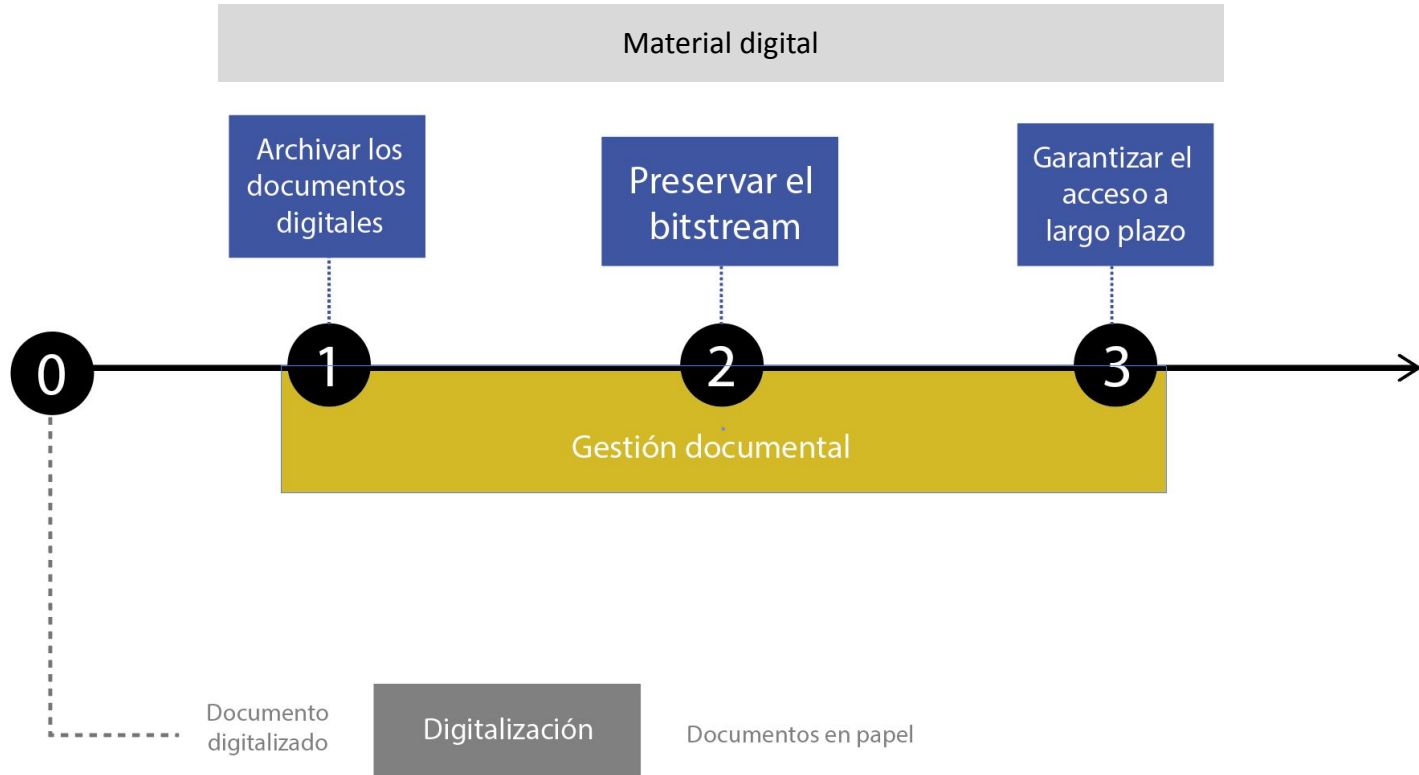 Material digital
Archivar los
documentos
digitales
Preservar el
bitstream
Garantizar el
acceso a
largo plazo
0
1
2
3
Gestión documental
Documento
digitalizado
Digitalización
Documentos en papel